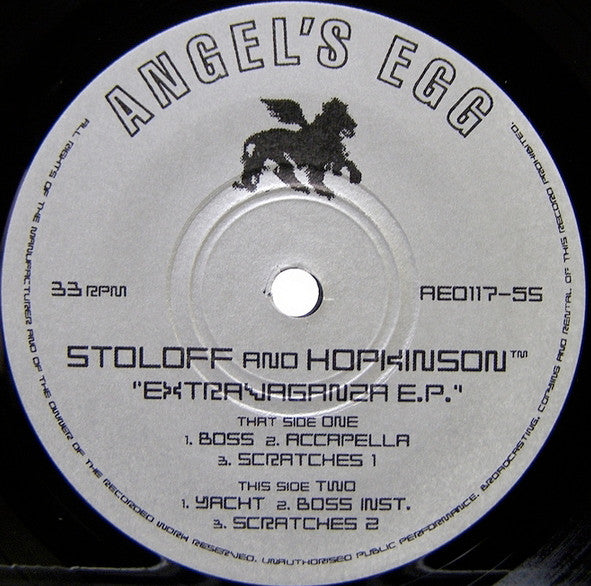 ANGEL'S EGG
33 RPM
AE0117-5S
STOLOFF AND HOPKINSON™
"EXTRAVAGANZA E.P."
THAT SIDE ONE
1. BOSS 2. ACCAPELLA
3. SCRATCHES 1
THIS SIDE TWO
1. YACHT 2. BOSS INST.
3. SCRATCHES 2
ALL RIGHTS OF THE MANUFACTURER AND OF THE OWNER OF THE RECORDED WORK RESERVED. UNAUTHORISED PUBLIC PERFORMANCE, BROADCASTING, COPYING AND RENTAL OF THIS RECORD PROHIBITED.